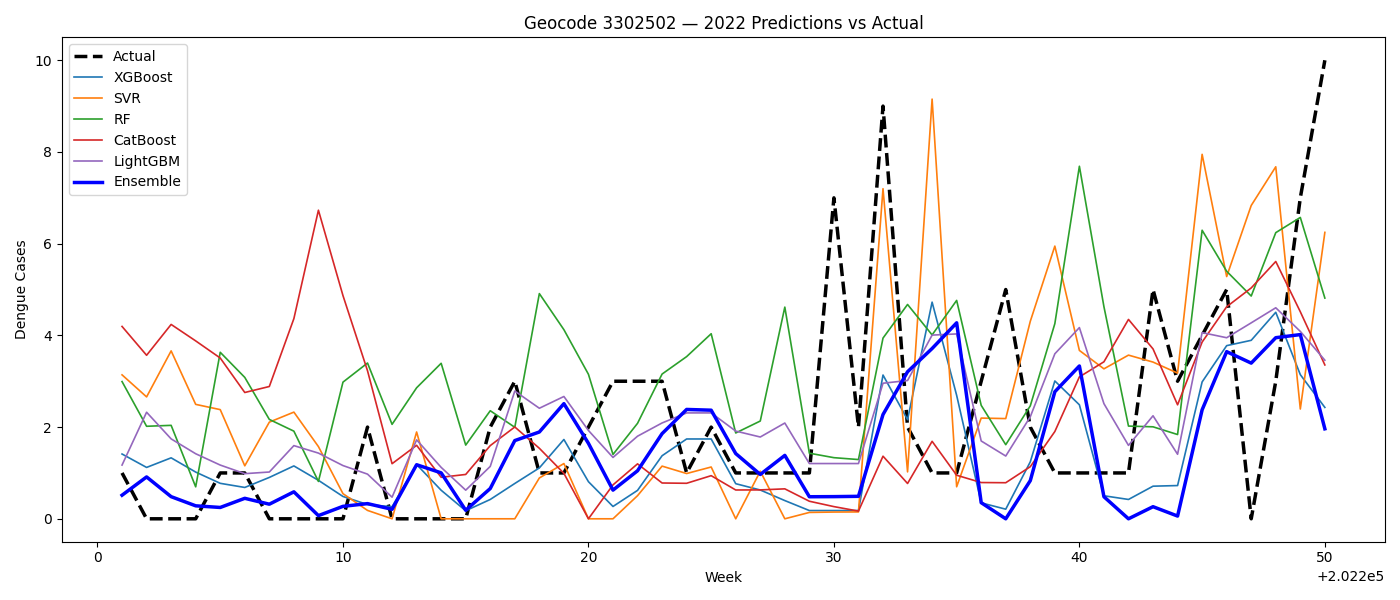 Geocode 3302502 — 2022 Predictions vs Actual
Actual
XGBoost
SVR
RF
CatBoost
LightGBM
Ensemble
Dengue Cases
10
8
6
4
2
0
0
10
20
30
40
50
+2.022e5
Week